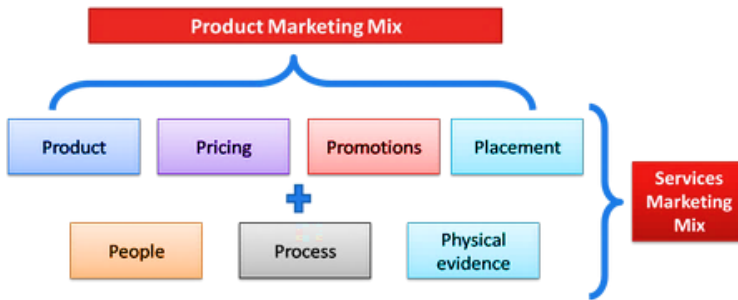 Product Marketing Mix
Product
Pricing
Promotions
Placement
Services
Marketing
Mix
People
Process
Physical
evidence